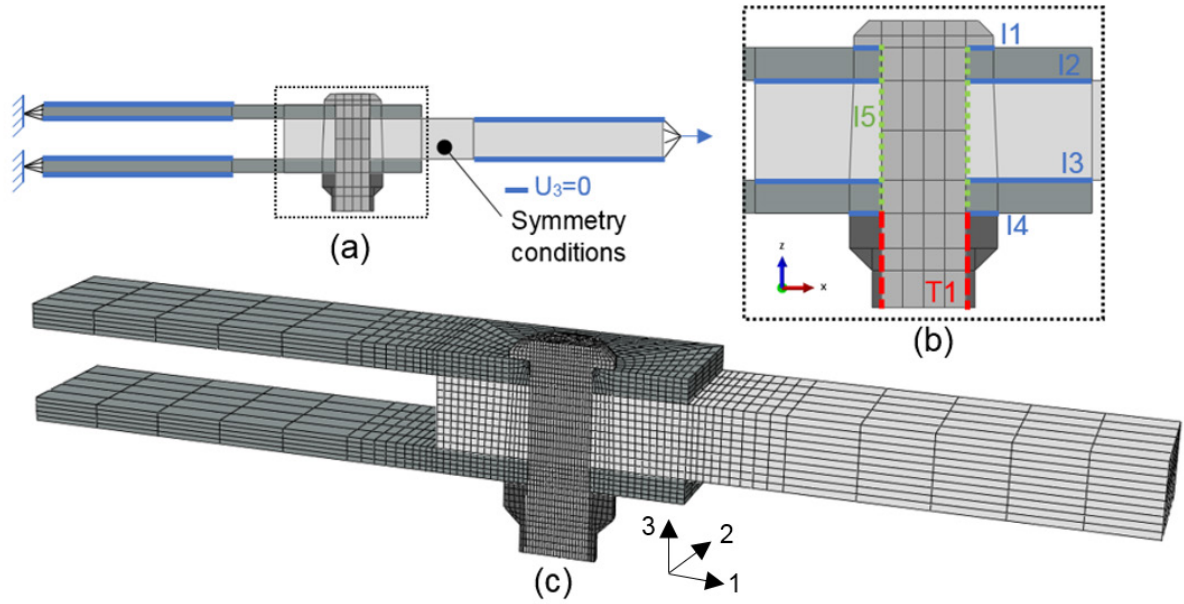 U₃=0
Symmetry
conditions
(a)
I1
I2
I5
I3
I4
T1
z
x
(b)
3
2
1
(c)